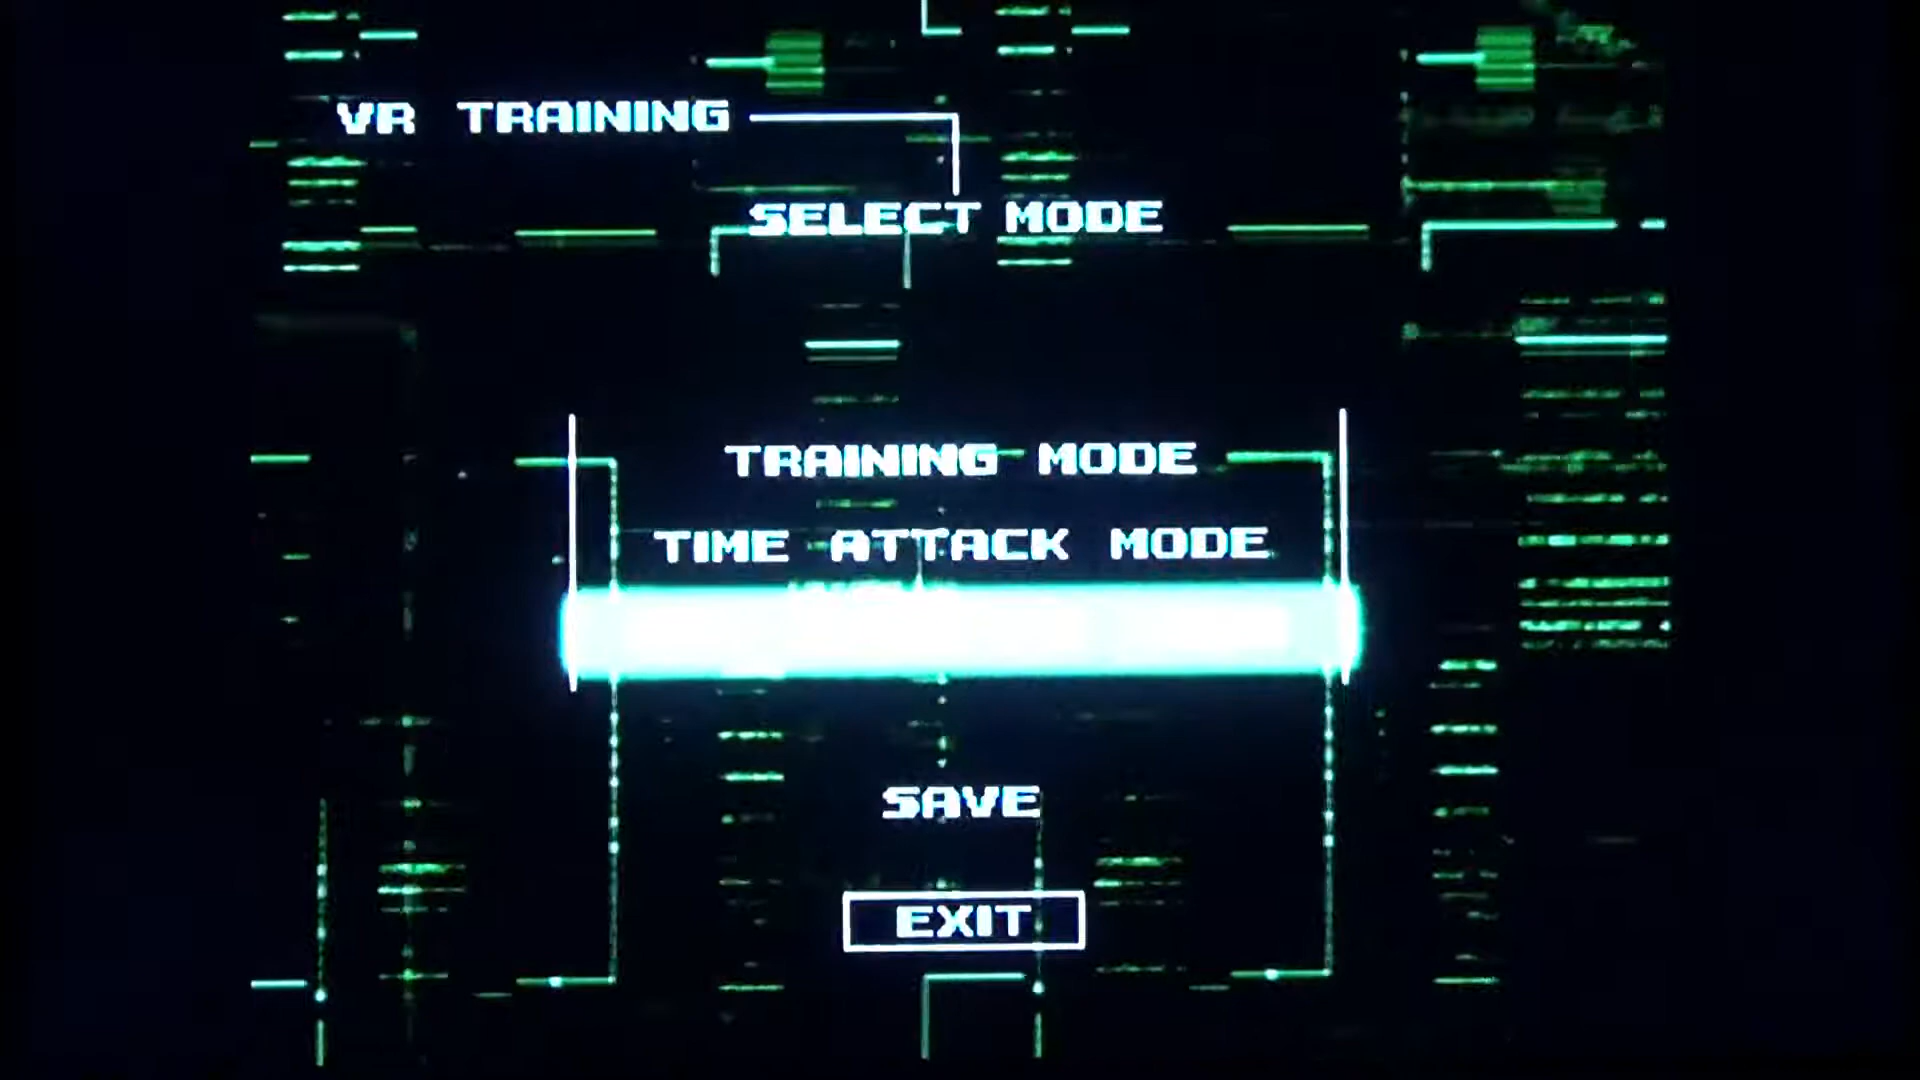 VR TRAINING
SELECT MODE
TRAINING MODE
TIME ATTACK MODE
SAVE
EXIT